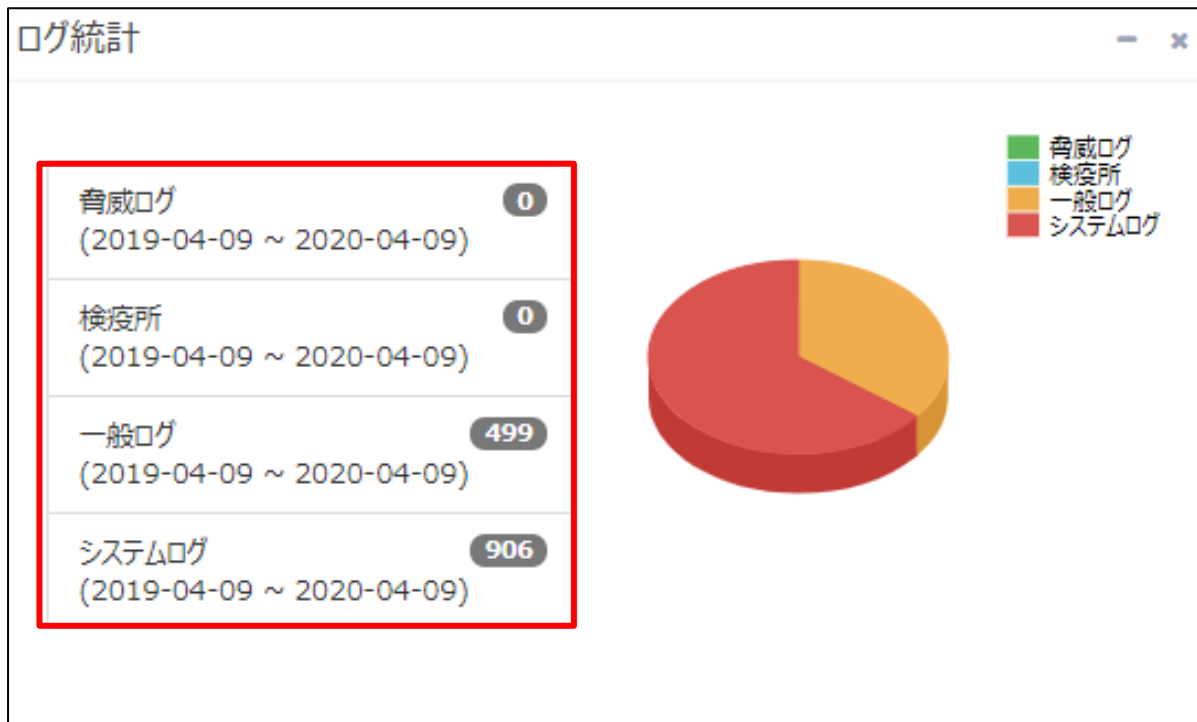 ログ統計
脅威ログ 0
(2019-04-09 ~ 2020-04-09)
検疫所 0
(2019-04-09 ~ 2020-04-09)
一般ログ 499
(2019-04-09 ~ 2020-04-09)
システムログ 906
(2019-04-09 ~ 2020-04-09)
脅威ログ
検疫所
一般ログ
システムログ